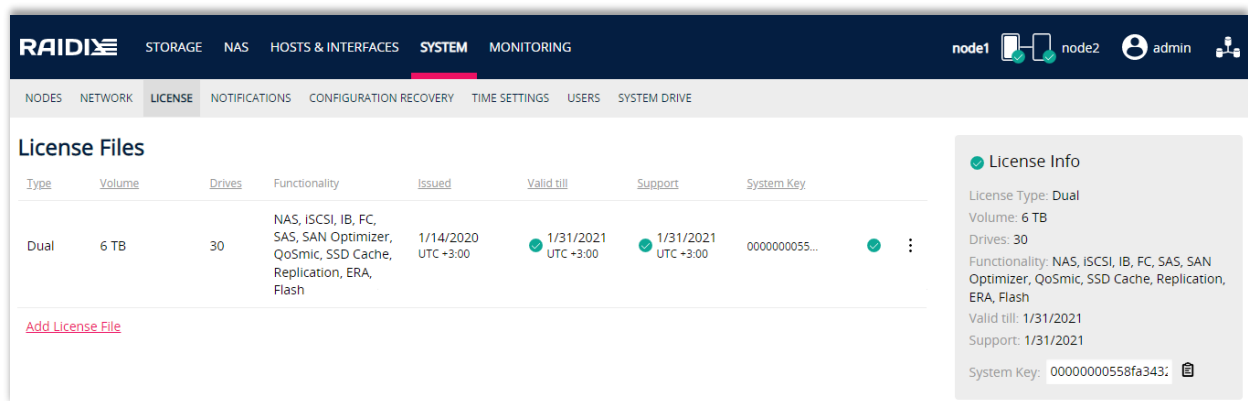 RAIDIX STORAGE NAS HOSTS & INTERFACES SYSTEM MONITORING node1 node2 admin
NODES NETWORK LICENSE NOTIFICATIONS CONFIGURATION RECOVERY TIME SETTINGS USERS SYSTEM DRIVE
License Files
Type Volume Drives Functionality Issued Valid till Support System Key
NAS, iSCSI, IB, FC,
Dual 6 TB 30 SAS, SAN Optimizer, 1/14/2020 1/31/2021 1/31/2021 0000000055...
QoSmic, SSD Cache, UTC +3:00 UTC +3:00 UTC +3:00
Replication, ERA,
Flash
Add License File
License Info
License Type: Dual
Volume: 6 TB
Drives: 30
Functionality: NAS, iSCSI, IB, FC, SAS, SAN
Optimizer, QoSmic, SSD Cache, Replication,
ERA, Flash
Valid till: 1/31/2021
Support: 1/31/2021
System Key: 00000000558fa3432